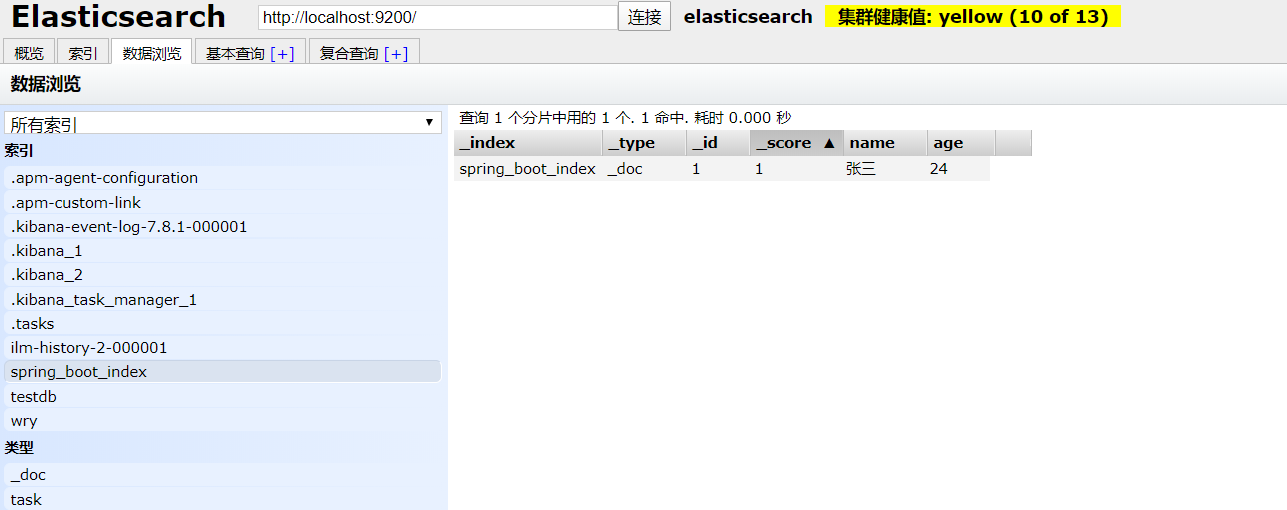 Elasticsearch http://localhost:9200/ 连接 elasticsearch 集群健康值: yellow (10 of 13)
概览 索引 数据浏览 基本查询 [+] 复合查询 [+]
数据浏览
所有索引 ▼
索引
.apm-agent-configuration
.apm-custom-link
.kibana-event-log-7.8.1-000001
.kibana_1
.kibana_2
.kibana_task_manager_1
.tasks
ilm-history-2-000001
spring_boot_index
testdb
wry
类型
_doc
task
查询 1 个分片中用的 1 个. 1 命中. 耗时 0.000 秒
_index _type _id _score ▲ name age
spring_boot_index _doc 1 1 张三 24